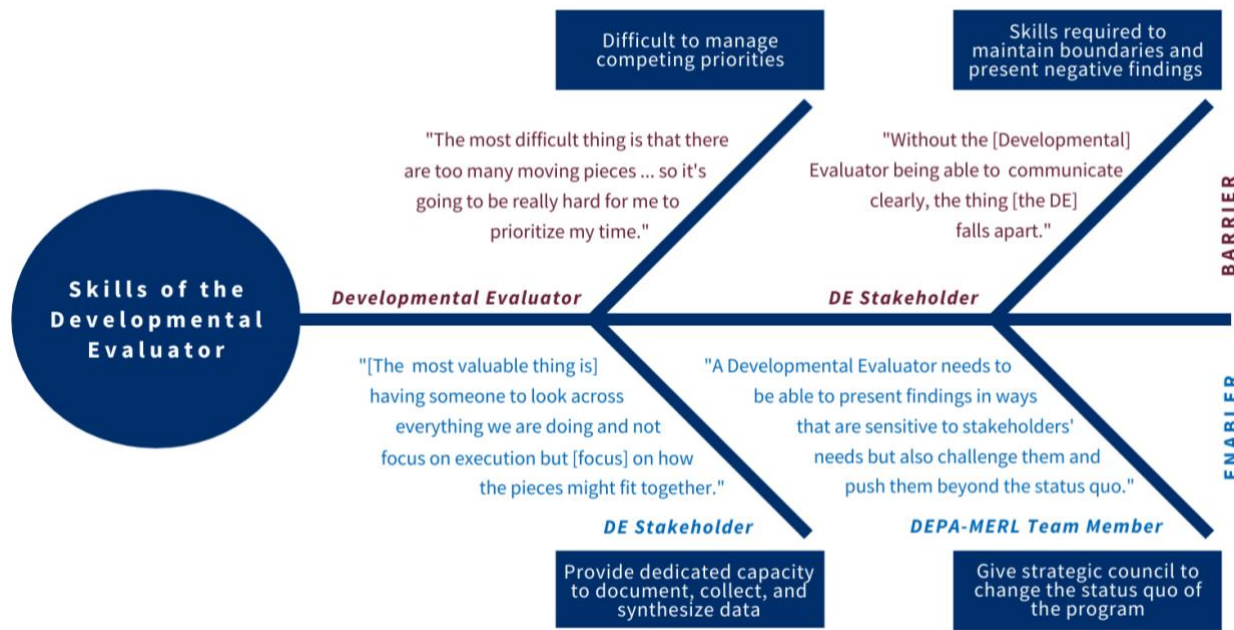 Difficult to manage
competing priorities
Skills required to
maintain boundaries and
present negative findings
"The most difficult thing is that there
are too many moving pieces ... so it's
going to be really hard for me to
prioritize my time."
Developmental Evaluator
"Without the [Developmental]
Evaluator being able to communicate
clearly, the thing [the DE]
falls apart."
DE Stakeholder
BARRIER
Skills of the
Developmental
Evaluator
"[The most valuable thing is]
having someone to look across
everything we are doing and not
focus on execution but [focus] on how
the pieces might fit together."
DE Stakeholder
"A Developmental Evaluator needs to
be able to present findings in ways
that are sensitive to stakeholders'
needs but also challenge them and
push them beyond the status quo."
DEPA-MERL Team Member
ENABLER
Provide dedicated capacity
to document, collect, and
synthesize data
Give strategic council to
change the status quo of
the program